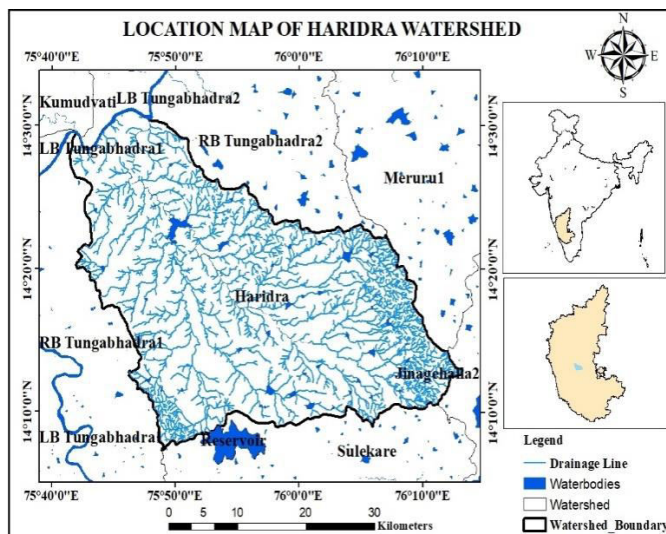 LOCATION MAP OF HARIDRA WATERSHED
N
W E
S
75°40'0"E 75°50'0"E 76°0'0"E 76°10'0"E
14°30'0"N
14°20'0"N
14°10'0"N
Kumudvati
LB Tungabhadra2
LB Tungabhadra1
RB Tungabhadra2
Meruru1
Haridra
RB Tungabhadra1
Jinagehalla2
LB Tungabhadra
Reservoir
Sulekare
14°30'0"N
14°20'0"N
14°10'0"N
75°40'0"E 75°50'0"E 76°0'0"E 76°10'0"E
0 5 10 20 30
Kilometers
Legend
Drainage Line
Waterbodies
Watershed
Watershed_Boundary